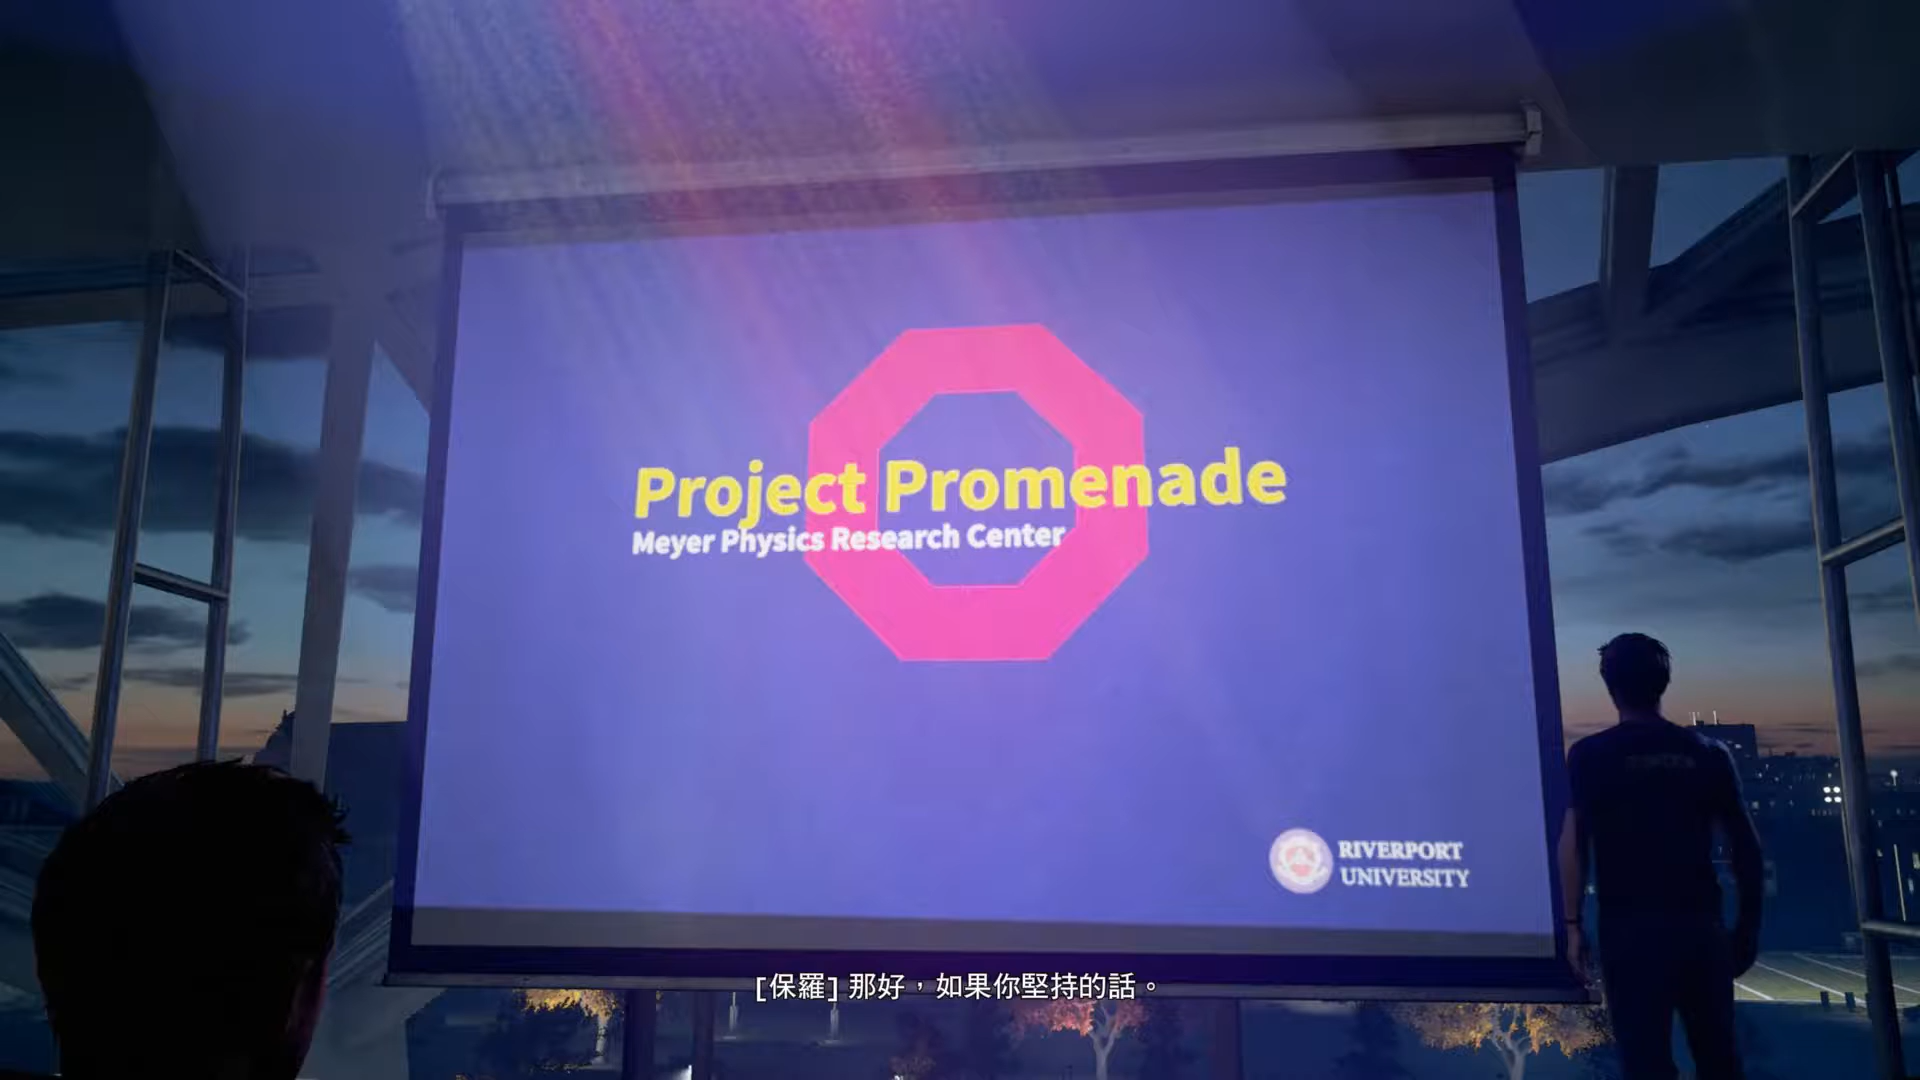 Project Promenade
Meyer Physics Research Center
RIVERPORT
UNIVERSITY
[保羅] 那好，如果你堅持的話。